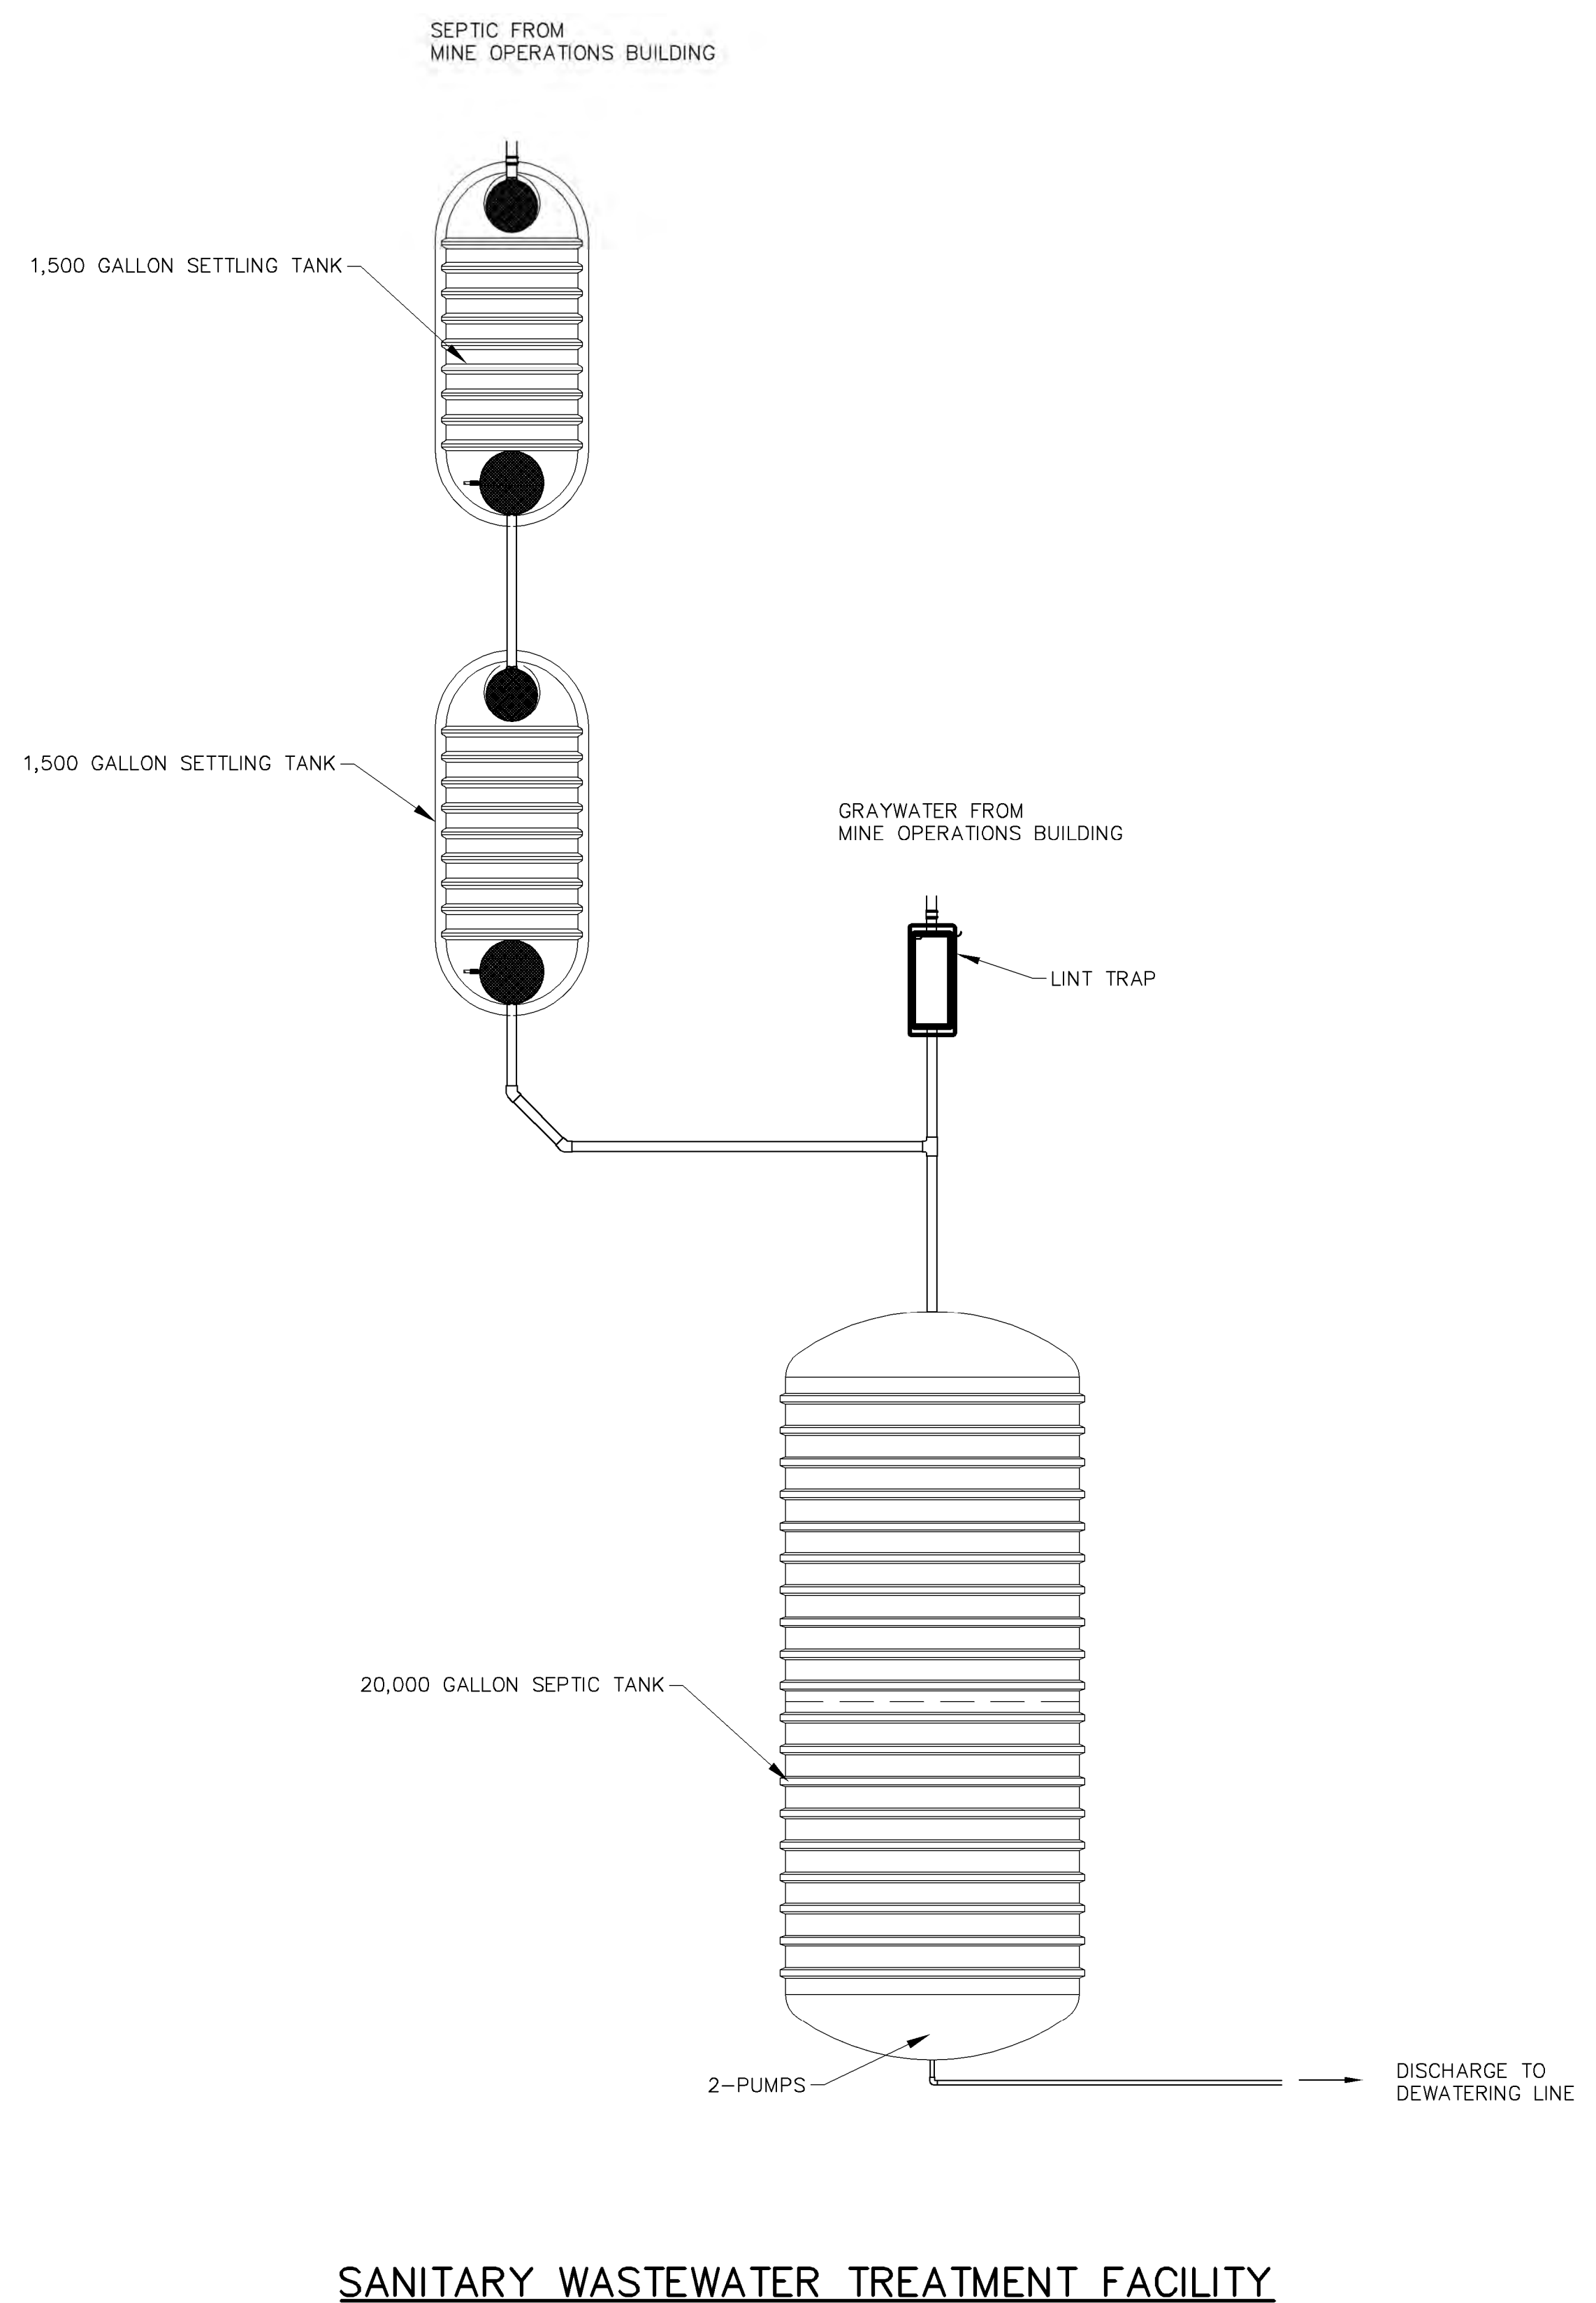 SEPTIC FROM
MINE OPERATIONS BUILDING
1,500 GALLON SETTLING TANK
1,500 GALLON SETTLING TANK
GRAYWATER FROM
MINE OPERATIONS BUILDING
LINT TRAP
20,000 GALLON SEPTIC TANK
2-PUMPS
DISCHARGE TO
DEWATERING LINE
SANITARY WASTEWATER TREATMENT FACILITY